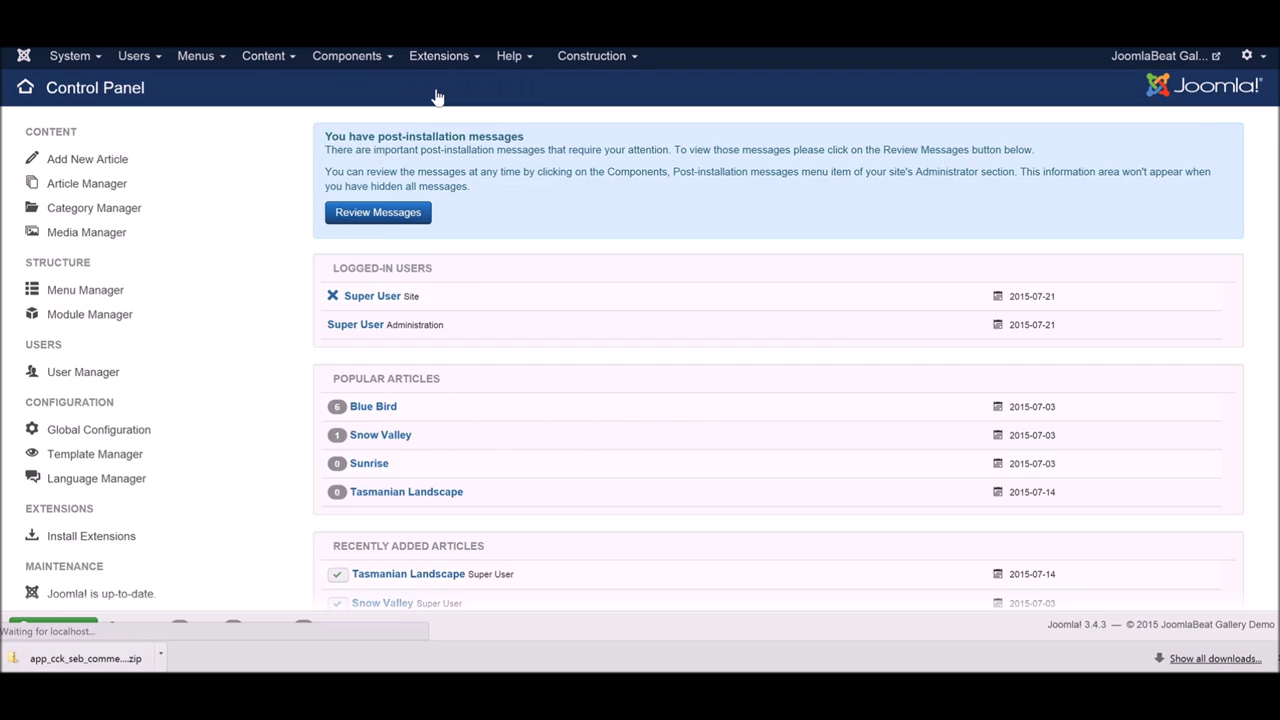 System Users Menus Content Components Extensions Help Construction JoomlaBeat Gal...
Control Panel Joomla!
CONTENT
Add New Article
Article Manager
Category Manager
Media Manager
STRUCTURE
Menu Manager
Module Manager
USERS
User Manager
CONFIGURATION
Global Configuration
Template Manager
Language Manager
EXTENSIONS
Install Extensions
MAINTENANCE
Joomla! is up-to-date.
You have post-installation messages
There are important post-installation messages that require your attention. To view those messages please click on the Review Messages button below.
You can review the messages at any time by clicking on the Components, Post-installation messages menu item of your site's Administrator section. This information area won't appear when
you have hidden all messages.
Review Messages
LOGGED-IN USERS
Super User Site 2015-07-21
Super User Administration 2015-07-21
POPULAR ARTICLES
6 Blue Bird 2015-07-03
1 Snow Valley 2015-07-03
0 Sunrise 2015-07-03
0 Tasmanian Landscape 2015-07-14
RECENTLY ADDED ARTICLES
Tasmanian Landscape Super User 2015-07-14
Snow Valley Super User 2015-07-03
Joomla! 3.4.3 — © 2015 JoomlaBeat Gallery Demo
Waiting for localhost...
app_cck_seb_comme....zip Show all downloads...